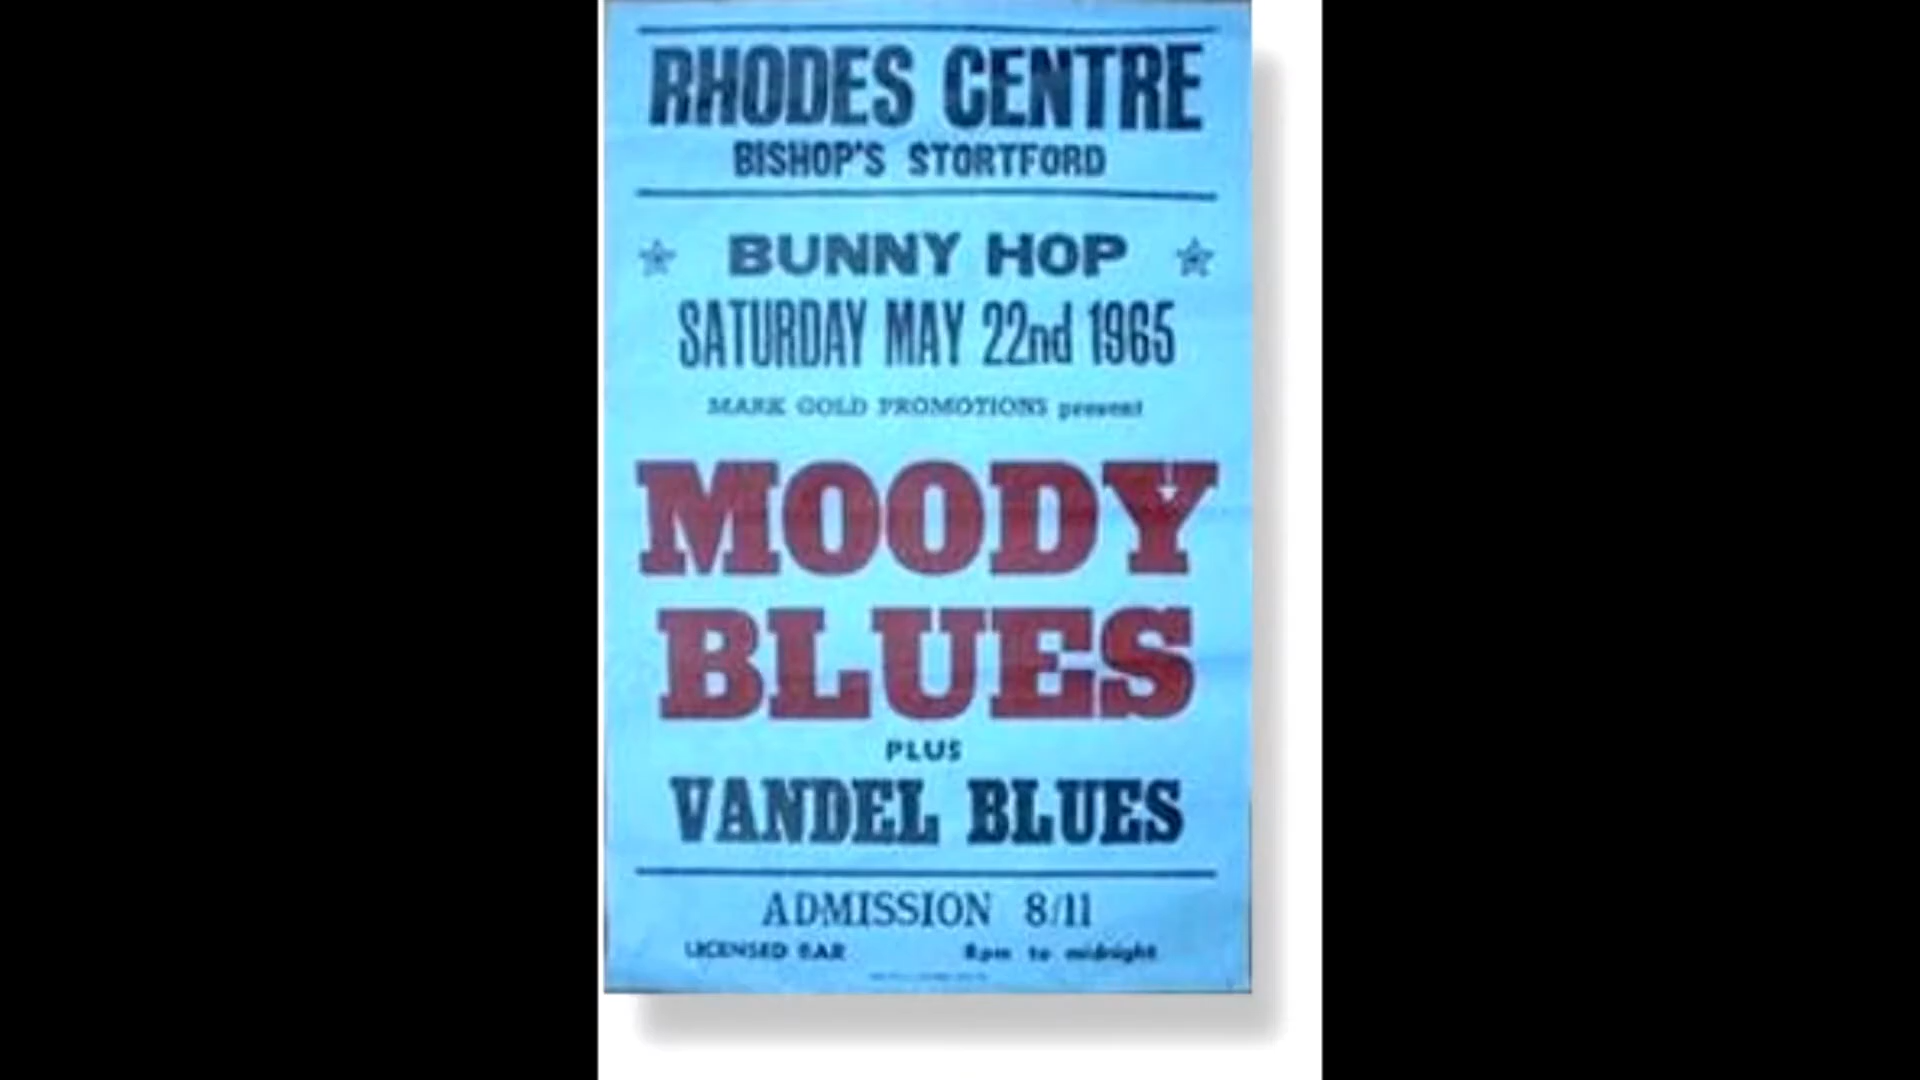 RHODES CENTRE
BISHOP'S STORTFORD
BUNNY HOP
SATURDAY MAY 22nd 1965
MARK GOLD PROMOTIONS present
MOODY
BLUES
PLUS
VANDEL BLUES
ADMISSION 8/11
LICENSED BAR 8pm to midnight